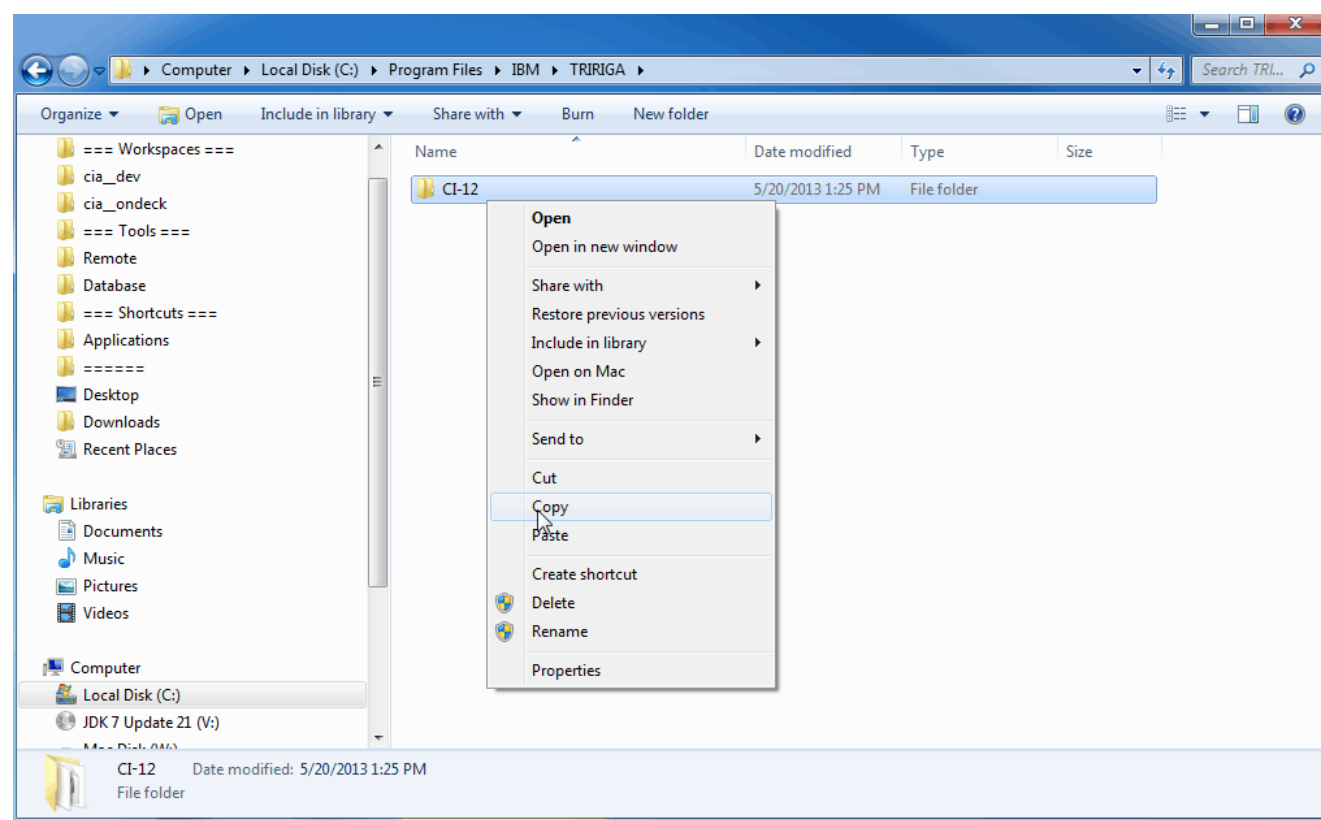 Computer Local Disk (C:) Program Files IBM TRIRIGA
Search TRI...
Organize Open Include in library Share with Burn New folder
=== Workspaces ===
cia__dev
cia__ondeck
=== Tools ===
Remote
Database
=== Shortcuts ===
Applications
======
Desktop
Downloads
Recent Places
Libraries
Documents
Music
Pictures
Videos
Computer
Local Disk (C:)
JDK 7 Update 21 (V:)
Name Date modified Type Size
CI-12 5/20/2013 1:25 PM File folder
Open
Open in new window
Share with
Restore previous versions
Include in library
Open on Mac
Show in Finder
Send to
Cut
Copy
Paste
Create shortcut
Delete
Rename
Properties
CI-12 Date modified: 5/20/2013 1:25 PM
File folder